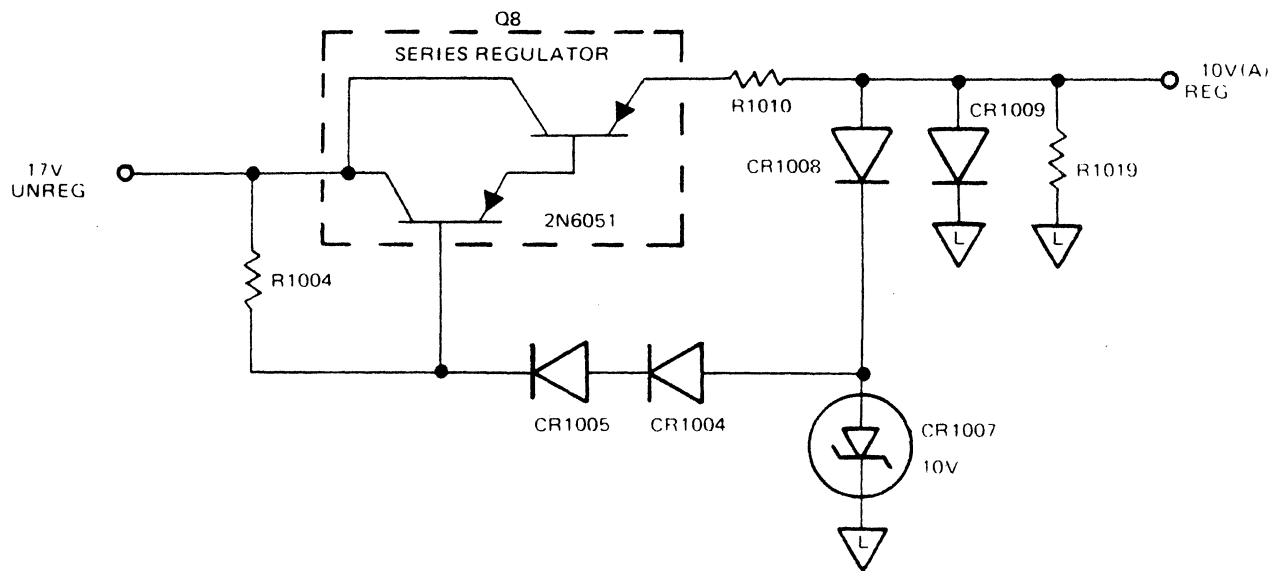 Q8
SERIES REGULATOR
R1010
10V(A)
REG
CR1009
CR1008
R1019
17V
UNREG
2N6051
L
L
R1004
CR1005
CR1004
CR1007
10V
L